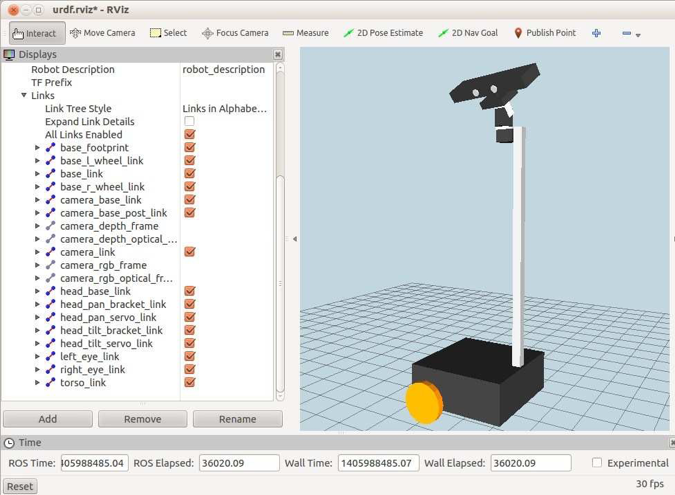 urdf.rviz* - RViz
Interact Move Camera Select Focus Camera Measure 2D Pose Estimate 2D Nav Goal Publish Point
Displays
Robot Description robot_description
TF Prefix
Links
Link Tree Style Links in Alphabe...
Expand Link Details
All Links Enabled
base_footprint
base_l_wheel_link
base_link
base_r_wheel_link
camera_base_link
camera_base_post_link
camera_depth_frame
camera_depth_optical_...
camera_link
camera_rgb_frame
camera_rgb_optical_fr...
head_base_link
head_pan_bracket_link
head_pan_servo_link
head_tilt_bracket_link
head_tilt_servo_link
left_eye_link
right_eye_link
torso_link
Add Remove Rename
Time
ROS Time: 405988485.04 ROS Elapsed: 36020.09 Wall Time: 1405988485.07 Wall Elapsed: 36020.09 Experimental
Reset 30 fps